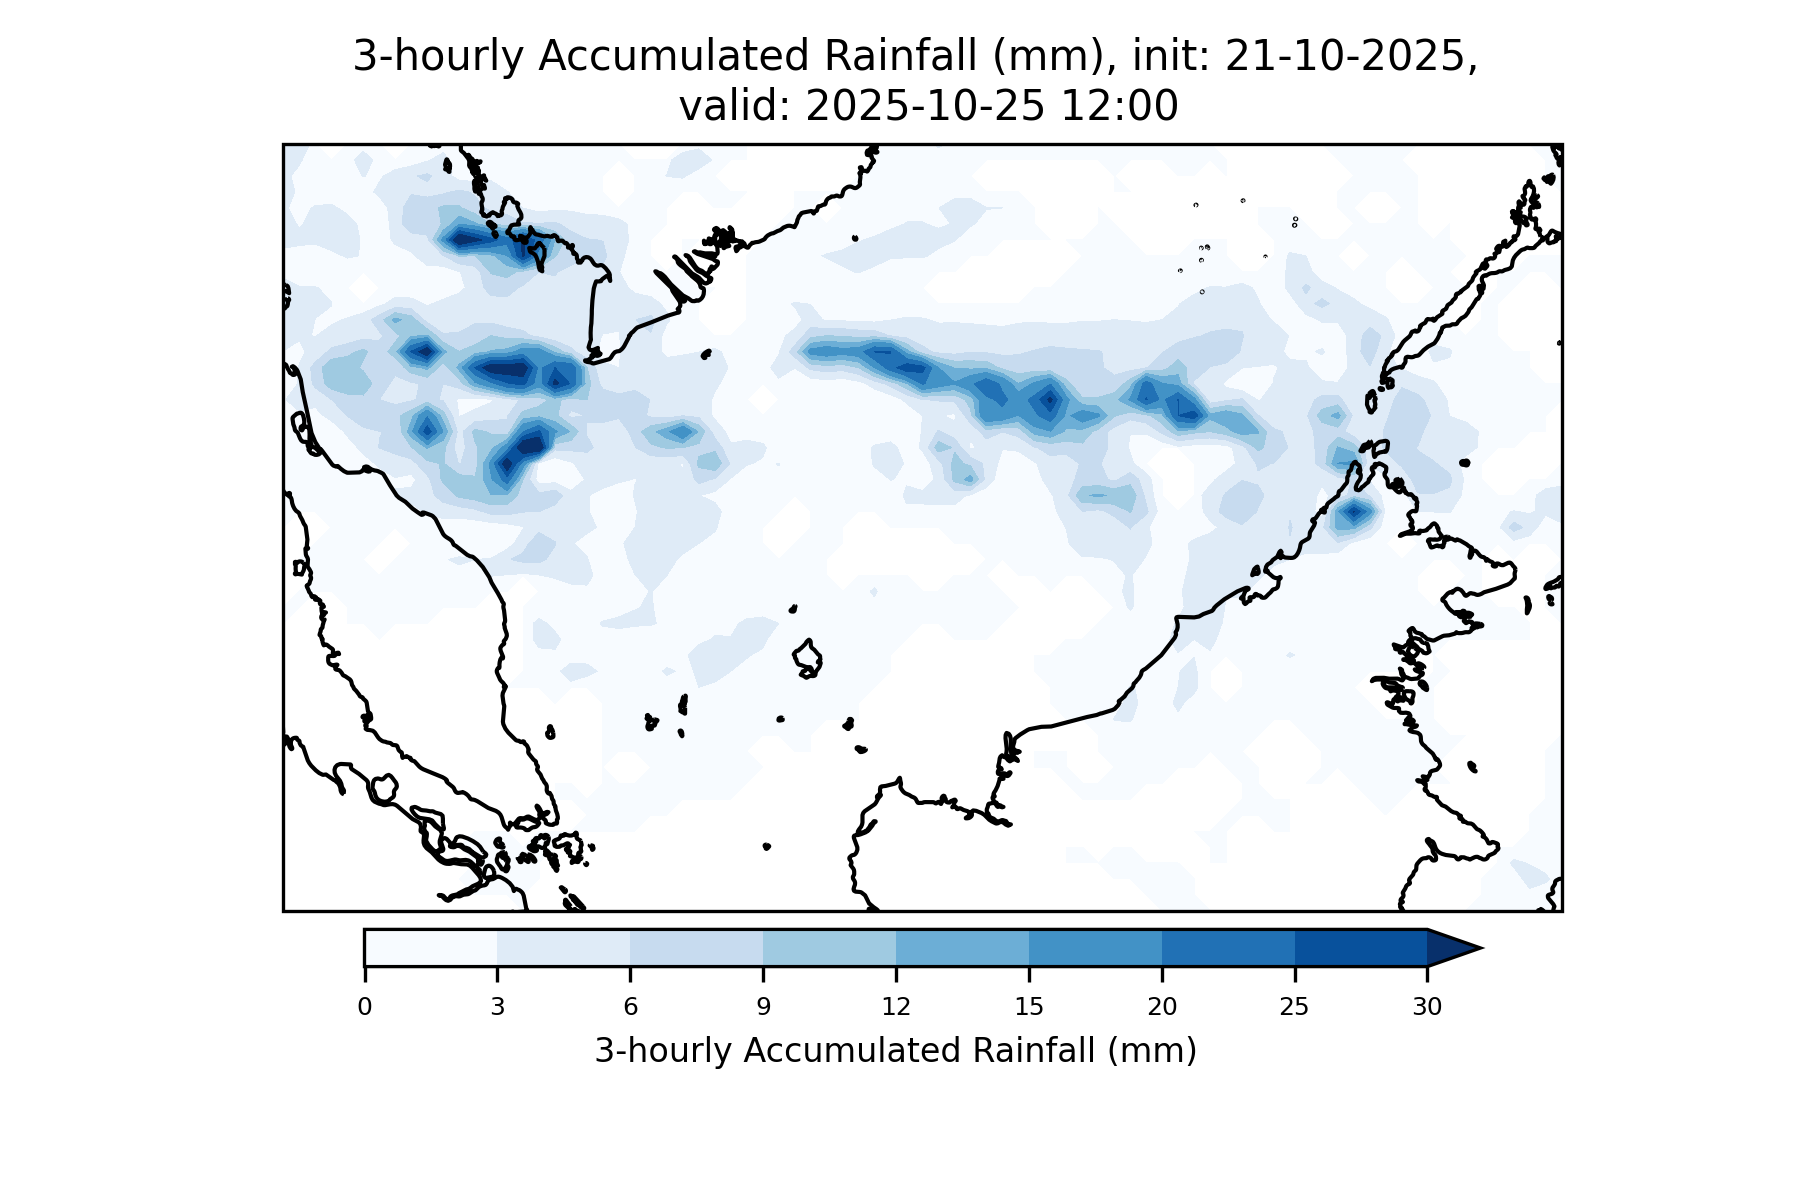 3-hourly Accumulated Rainfall (mm), init: 21-10-2025,
valid: 2025-10-25 12:00
0 3 6 9 12 15 20 25 30
3-hourly Accumulated Rainfall (mm)